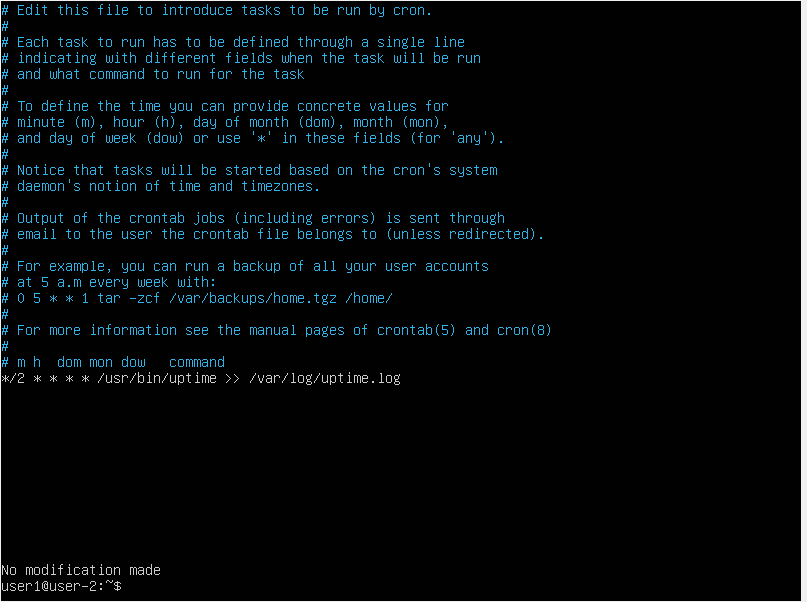 # Edit this file to introduce tasks to be run by cron.
#
# Each task to run has to be defined through a single line
# indicating with different fields when the task will be run
# and what command to run for the task
#
# To define the time you can provide concrete values for
# minute (m), hour (h), day of month (dom), month (mon),
# and day of week (dow) or use '*' in these fields (for 'any').
#
# Notice that tasks will be started based on the cron's system
# daemon's notion of time and timezones.
#
# Output of the crontab jobs (including errors) is sent through
# email to the user the crontab file belongs to (unless redirected).
#
# For example, you can run a backup of all your user accounts
# at 5 a.m every week with:
# 0 5 * * 1 tar -zcf /var/backups/home.tgz /home/
#
# For more information see the manual pages of crontab(5) and cron(8)
#
# m h  dom mon dow   command
*/2 * * * * /usr/bin/uptime >> /var/log/uptime.log
No modification made
user1@user-2:~$